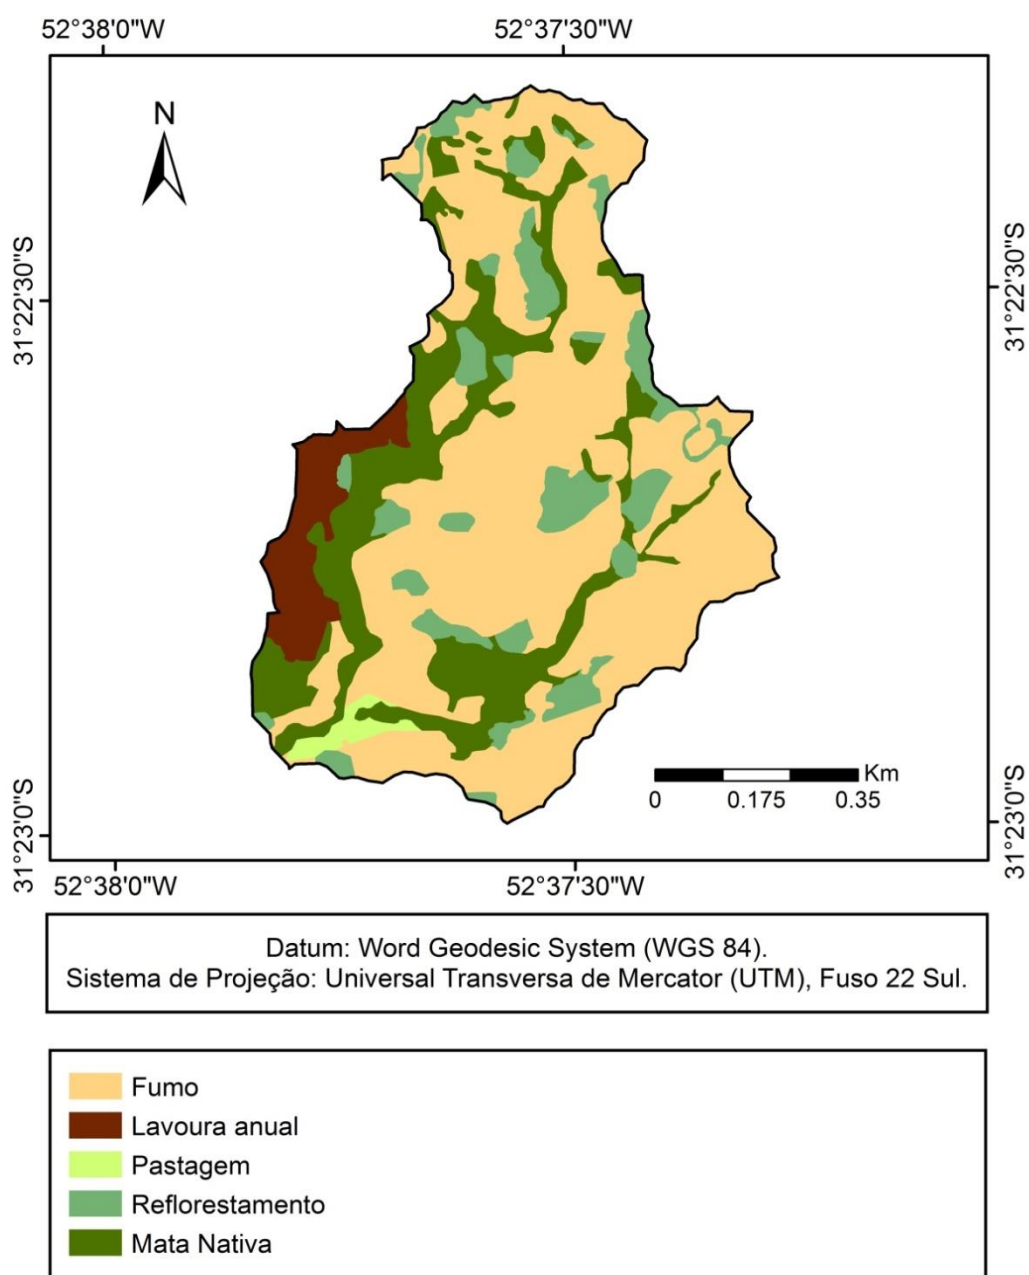 52°38'0"W 52°37'30"W
N
31°22'30"S 31°22'30"S
Km
0 0.175 0.35
31°23'0"S 31°23'0"S
52°38'0"W 52°37'30"W
Datum: Word Geodesic System (WGS 84).
Sistema de Projeção: Universal Transversa de Mercator (UTM), Fuso 22 Sul.
Fumo
Lavoura anual
Pastagem
Reflorestamento
Mata Nativa